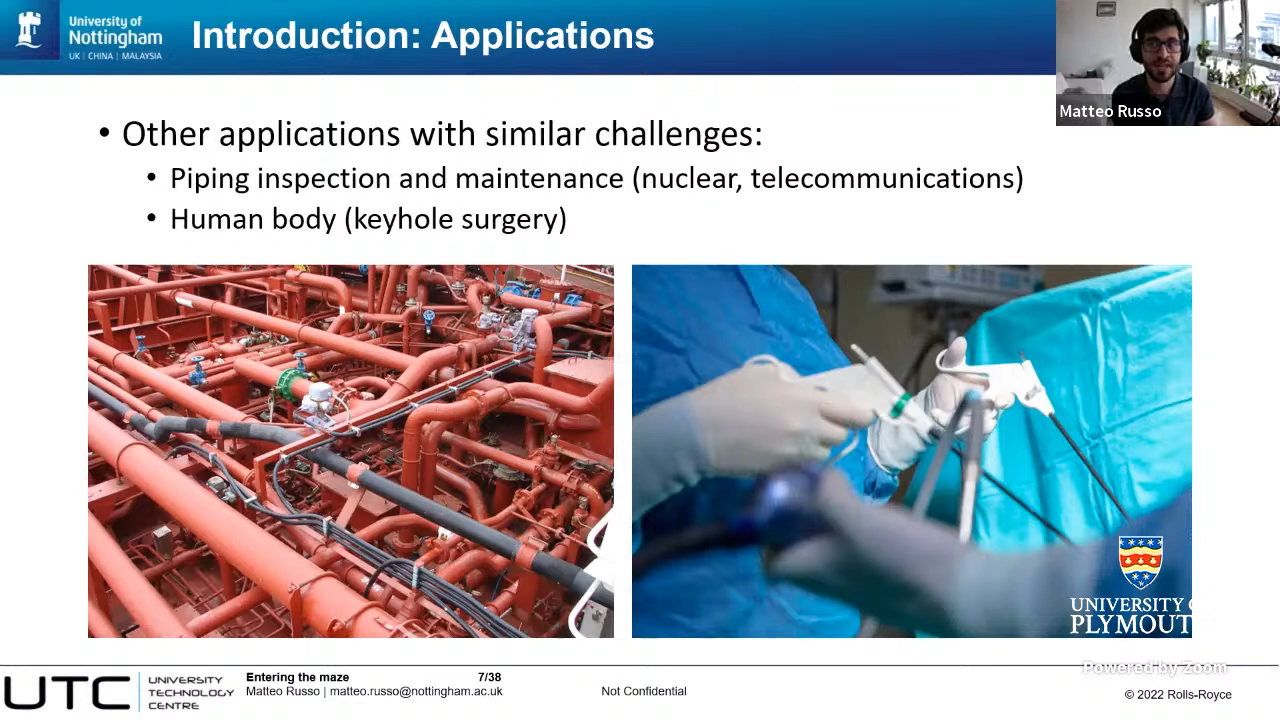 University of
Nottingham
UK | CHINA | MALAYSIA
Introduction: Applications
Matteo Russo
• Other applications with similar challenges:
• Piping inspection and maintenance (nuclear, telecommunications)
• Human body (keyhole surgery)
UNIVERSITY
PLYMOUT
Powered by Zoom
UTC
UNIVERSITY
TECHNOLOGY
CENTRE
Entering the maze
7/38
Matteo Russo | matteo.russo@nottingham.ac.uk
Not Confidential
© 2022 Rolls-Royce